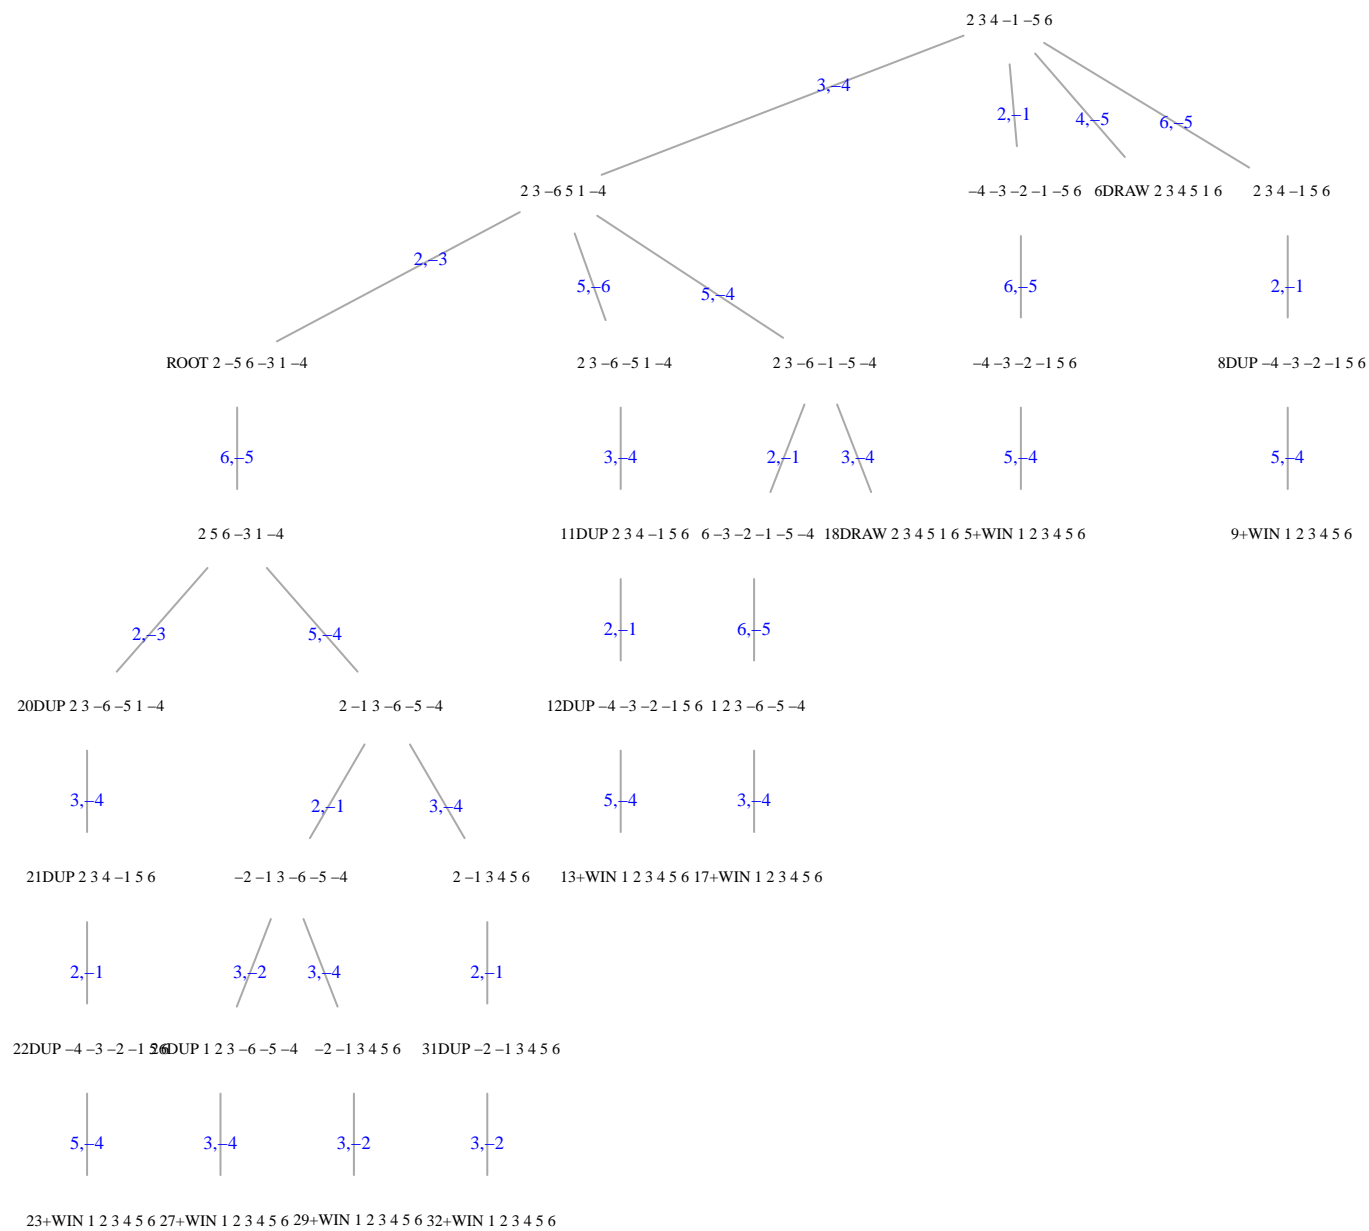 2 3 4 −1 −5 6
3,−4
2,−1
4,−5
6,−5
2 3 −6 5 1 −4
−4 −3 −2 −1 −5 6
6DRAW 2 3 4 5 1 6
2 3 4 −1 5 6
2,−3
5,−6
5,−4
6,−5
2,−1
ROOT 2 −5 6 −3 1 −4
2 3 −6 −5 1 −4
2 3 −6 −1 −5 −4
−4 −3 −2 −1 5 6
8DUP −4 −3 −2 −1 5 6
6,−5
3,−4
2,−1
3,−4
5,−4
5,−4
2 5 6 −3 1 −4
11DUP 2 3 4 −1 5 6
6 −3 −2 −1 −5 −4
18DRAW 2 3 4 5 1 6
5+WIN 1 2 3 4 5 6
9+WIN 1 2 3 4 5 6
2,−3
5,−4
2,−1
6,−5
20DUP 2 3 −6 −5 1 −4
2 −1 3 −6 −5 −4
12DUP −4 −3 −2 −1 5 6
1 2 3 −6 −5 −4
3,−4
2,−1
3,−4
5,−4
3,−4
21DUP 2 3 4 −1 5 6
−2 −1 3 −6 −5 −4
2 −1 3 4 5 6
13+WIN 1 2 3 4 5 6
17+WIN 1 2 3 4 5 6
2,−1
3,−2
3,−4
2,−1
22DUP −4 −3 −2 −1 5 6
26DUP 1 2 3 −6 −5 −4
−2 −1 3 4 5 6
31DUP −2 −1 3 4 5 6
5,−4
3,−4
3,−2
3,−2
23+WIN 1 2 3 4 5 6
27+WIN 1 2 3 4 5 6
29+WIN 1 2 3 4 5 6
32+WIN 1 2 3 4 5 6